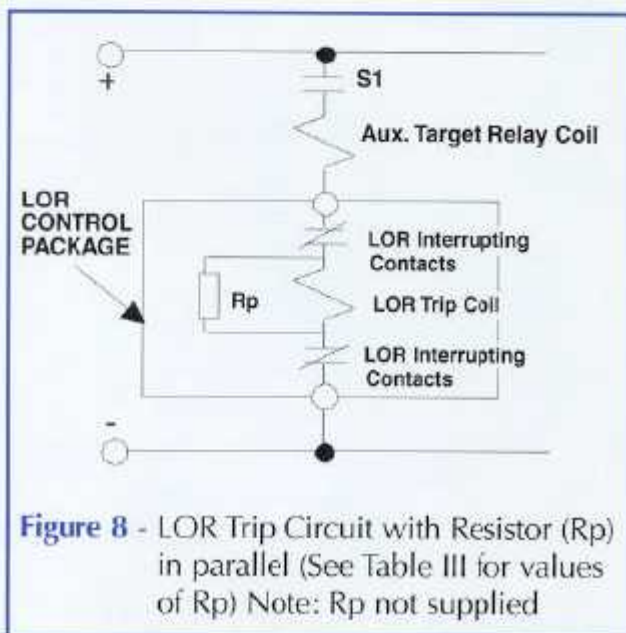 +
S1
Aux. Target Relay Coil
LOR
CONTROL
PACKAGE
LOR Interrupting
Contacts
Rp
LOR Trip Coil
LOR Interrupting
Contacts
-
Figure 8 - LOR Trip Circuit with Resistor (Rp)
in parallel (See Table III for values
of Rp) Note: Rp not supplied